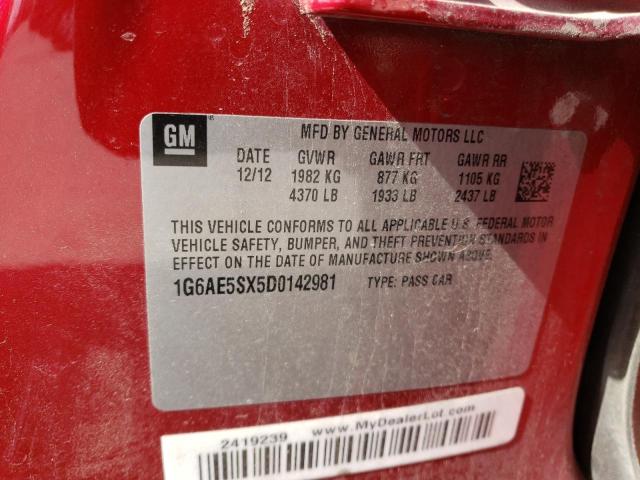 GM
MFD BY GENERAL MOTORS LLC
DATE GVWR GAWR FRT GAWR RR
12/12 1982 KG 877 KG 1105 KG
4370 LB 1933 LB 2437 LB
THIS VEHICLE CONFORMS TO ALL APPLICABLE U.S. FEDERAL MOTOR
VEHICLE SAFETY, BUMPER, AND THEFT PREVENTION STANDARDS IN
EFFECT ON THE DATE OF MANUFACTURE SHOWN ABOVE.
1G6AE5SX5D0142981 TYPE: PASS CAR
2419239 www.MyDealerLot.com